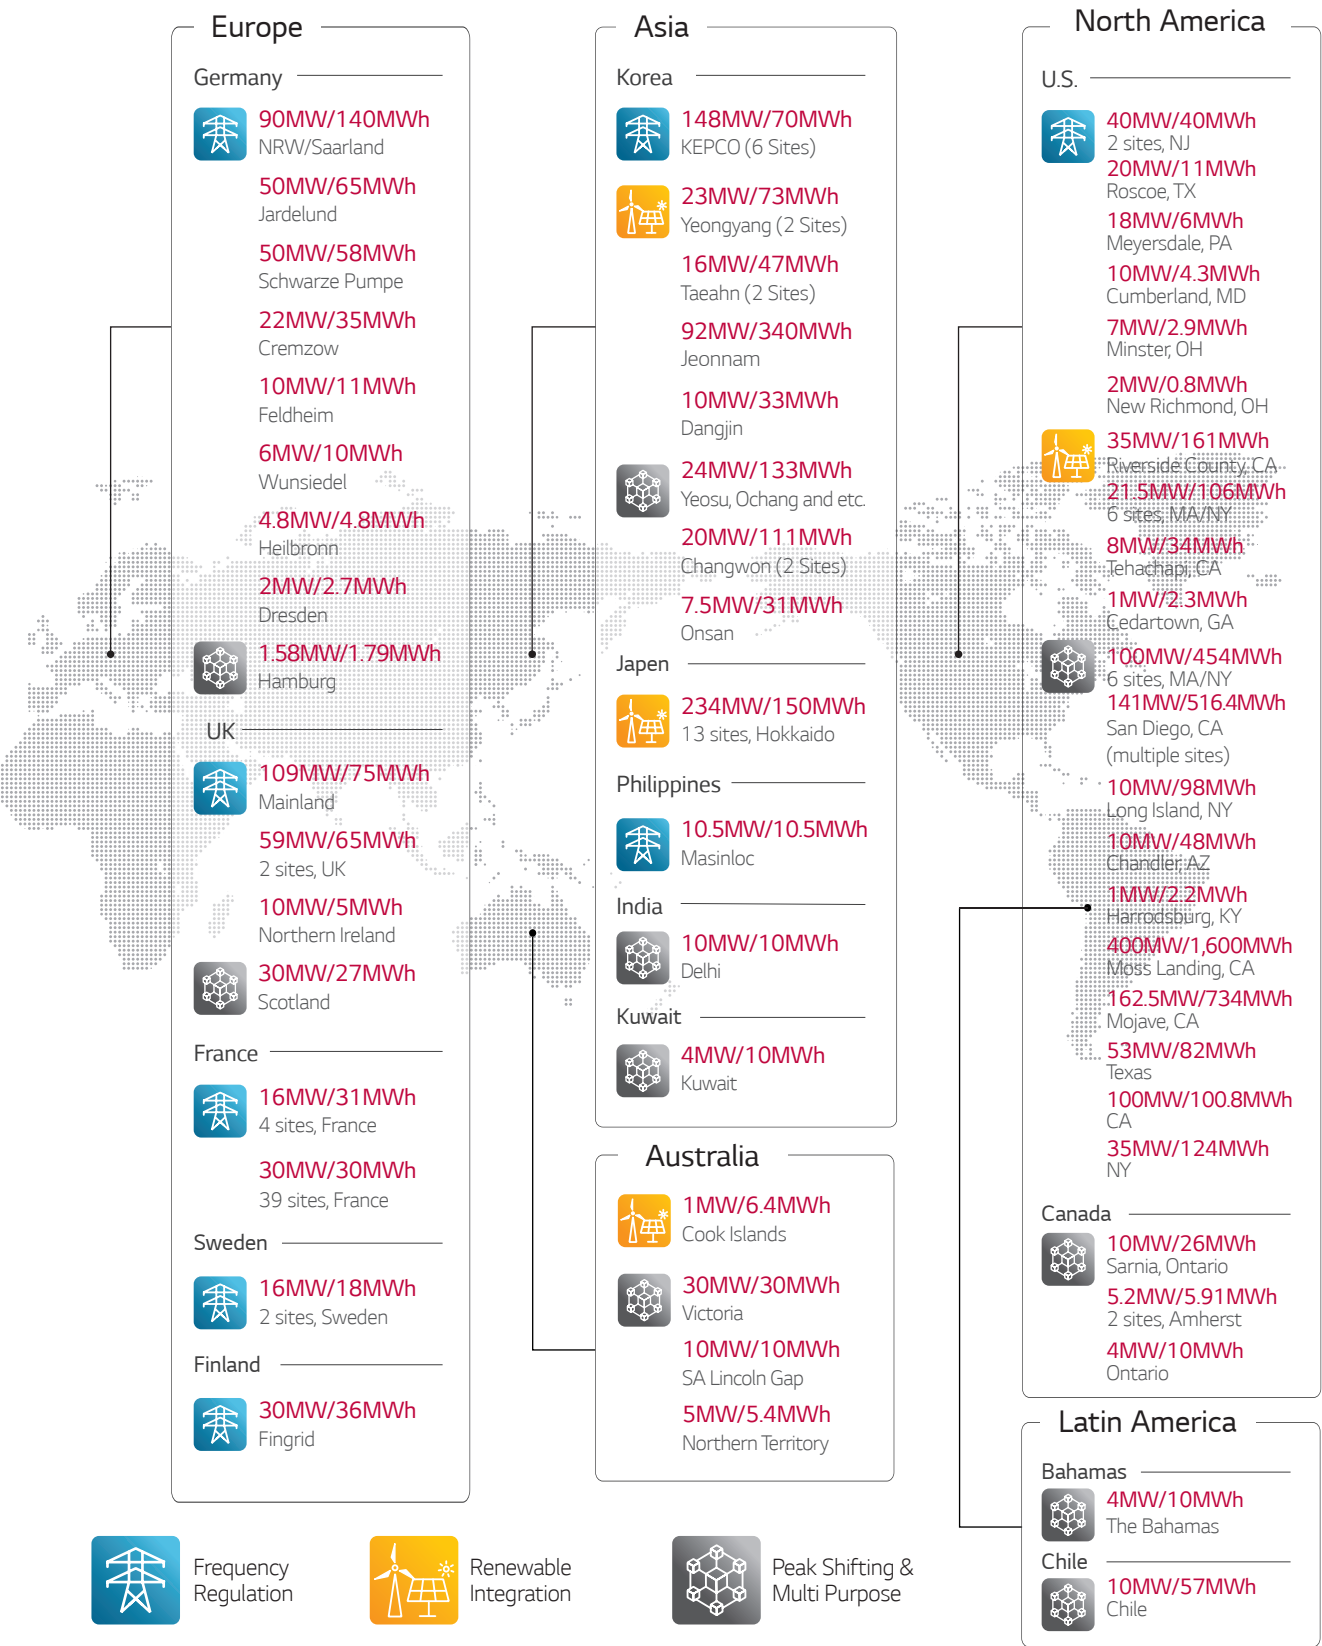 Europe
Germany
90MW/140MWh
NRW/Saarland
50MW/65MWh
Jardelund
50MW/58MWh
Schwarze Pumpe
22MW/35MWh
Cremzow
10MW/11MWh
Feldheim
6MW/10MWh
Wunsiedel
4.8MW/4.8MWh
Heilbronn
2MW/2.7MWh
Dresden
1.58MW/1.79MWh
Hamburg
UK
109MW/75MWh
Mainland
59MW/65MWh
2 sites, UK
10MW/5MWh
Northern Ireland
30MW/27MWh
Scotland
France
16MW/31MWh
4 sites, France
30MW/30MWh
39 sites, France
Sweden
16MW/18MWh
2 sites, Sweden
Finland
30MW/36MWh
Fingrid
Asia
Korea
148MW/70MWh
KEPCO (6 Sites)
23MW/73MWh
Yeongyang (2 Sites)
16MW/47MWh
Taeahn (2 Sites)
92MW/340MWh
Jeonnam
10MW/33MWh
Dangjin
24MW/133MWh
Yeosu, Ochang and etc.
20MW/111MWh
Changwon (2 Sites)
7.5MW/31MWh
Onsan
Japen
234MW/150MWh
13 sites, Hokkaido
Philippines
10.5MW/10.5MWh
Masinloc
India
10MW/10MWh
Delhi
Kuwait
4MW/10MWh
Kuwait
Australia
1MW/6.4MWh
Cook Islands
30MW/30MWh
Victoria
10MW/10MWh
SA Lincoln Gap
5MW/5.4MWh
Northern Territory
North America
U.S.
40MW/40MWh
2 sites, NJ
20MW/11MWh
Roscoe, TX
18MW/6MWh
Meyersdale, PA
10MW/4.3MWh
Cumberland, MD
7MW/2.9MWh
Minster, OH
2MW/0.8MWh
New Richmond, OH
35MW/161MWh
Riverside County, CA
21.5MW/106MWh
6 sites, MA/NY
8MW/34MWh
Tehachapi, CA
1MW/2.3MWh
Cedartown, GA
100MW/454MWh
6 sites, MA/NY
141MW/516.4MWh
San Diego, CA
(multiple sites)
10MW/98MWh
Long Island, NY
10MW/48MWh
Chandler, AZ
1MW/2.2MWh
Harrodsburg, KY
400MW/1,600MWh
Moss Landing, CA
162.5MW/734MWh
Mojave, CA
53MW/82MWh
Texas
100MW/100.8MWh
CA
35MW/124MWh
NY
Canada
10MW/26MWh
Sarnia, Ontario
5.2MW/5.91MWh
2 sites, Amherst
4MW/10MWh
Ontario
Latin America
Bahamas
4MW/10MWh
The Bahamas
Chile
10MW/57MWh
Chile
Frequency
Regulation
Renewable
Integration
Peak Shifting &
Multi Purpose